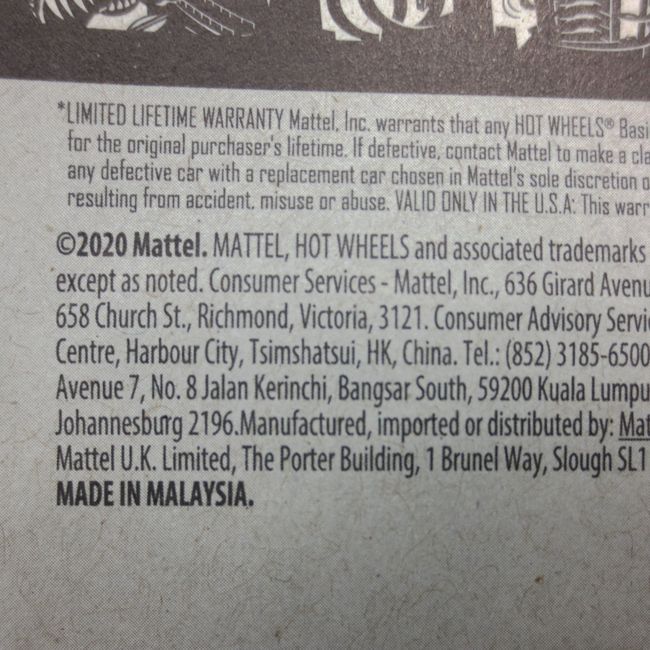 *LIMITED LIFETIME WARRANTY Mattel, Inc. warrants that any HOT WHEELS® Basi
for the original purchaser's lifetime. If defective, contact Mattel to make a cla
any defective car with a replacement car chosen in Mattel's sole discretion o
resulting from accident, misuse or abuse. VALID ONLY IN THE U.S.A: This warr
©2020 Mattel. MATTEL, HOT WHEELS and associated trademarks
except as noted. Consumer Services - Mattel, Inc., 636 Girard Avenu
658 Church St., Richmond, Victoria, 3121. Consumer Advisory Servic
Centre, Harbour City, Tsimshatsui, HK, China. Tel.: (852) 3185-6500
Avenue 7, No. 8 Jalan Kerinchi, Bangsar South, 59200 Kuala Lumpu
Johannesburg 2196.Manufactured, imported or distributed by: Mat
Mattel U.K. Limited, The Porter Building, 1 Brunel Way, Slough SL1
MADE IN MALAYSIA.